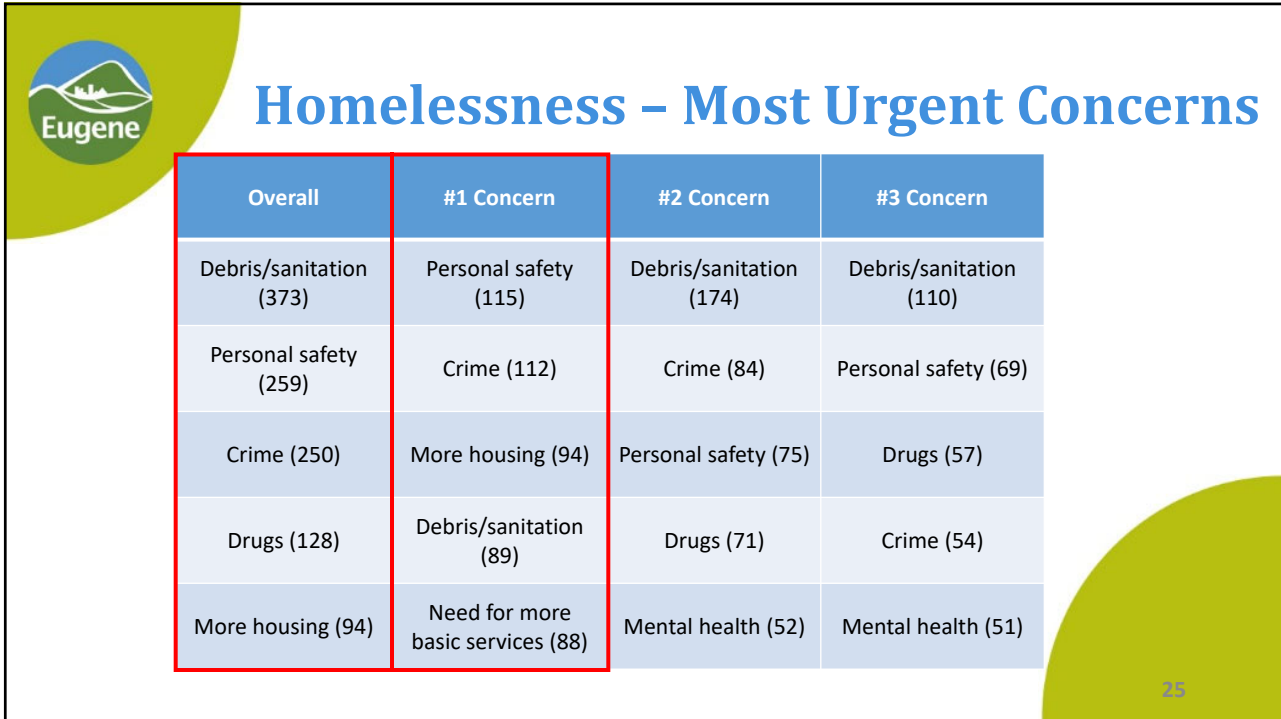 Eugene
Homelessness – Most Urgent Concerns
Overall
#1 Concern
#2 Concern
#3 Concern
Debris/sanitation
(373)
Personal safety
(115)
Debris/sanitation
(174)
Debris/sanitation
(110)
Personal safety
(259)
Crime (112)
Crime (84)
Personal safety (69)
Crime (250)
More housing (94)
Personal safety (75)
Drugs (57)
Drugs (128)
Debris/sanitation
(89)
Drugs (71)
Crime (54)
More housing (94)
Need for more
basic services (88)
Mental health (52)
Mental health (51)
25